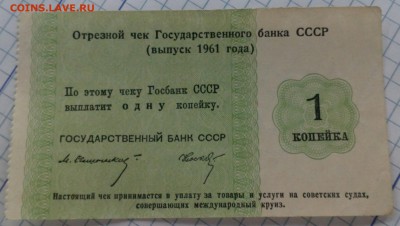 COINS.LAVE.RU
Отрезной чек Государственного банка СССР
(выпуск 1961 года)
По этому чеку Госбанк СССР
выплатит одну копейку.
1
КОПЕЙКА
ГОСУДАРСТВЕННЫЙ БАНК СССР
Настоящий чек принимается в уплату за товары и услуги на советских судах,
совершающих международный круиз.